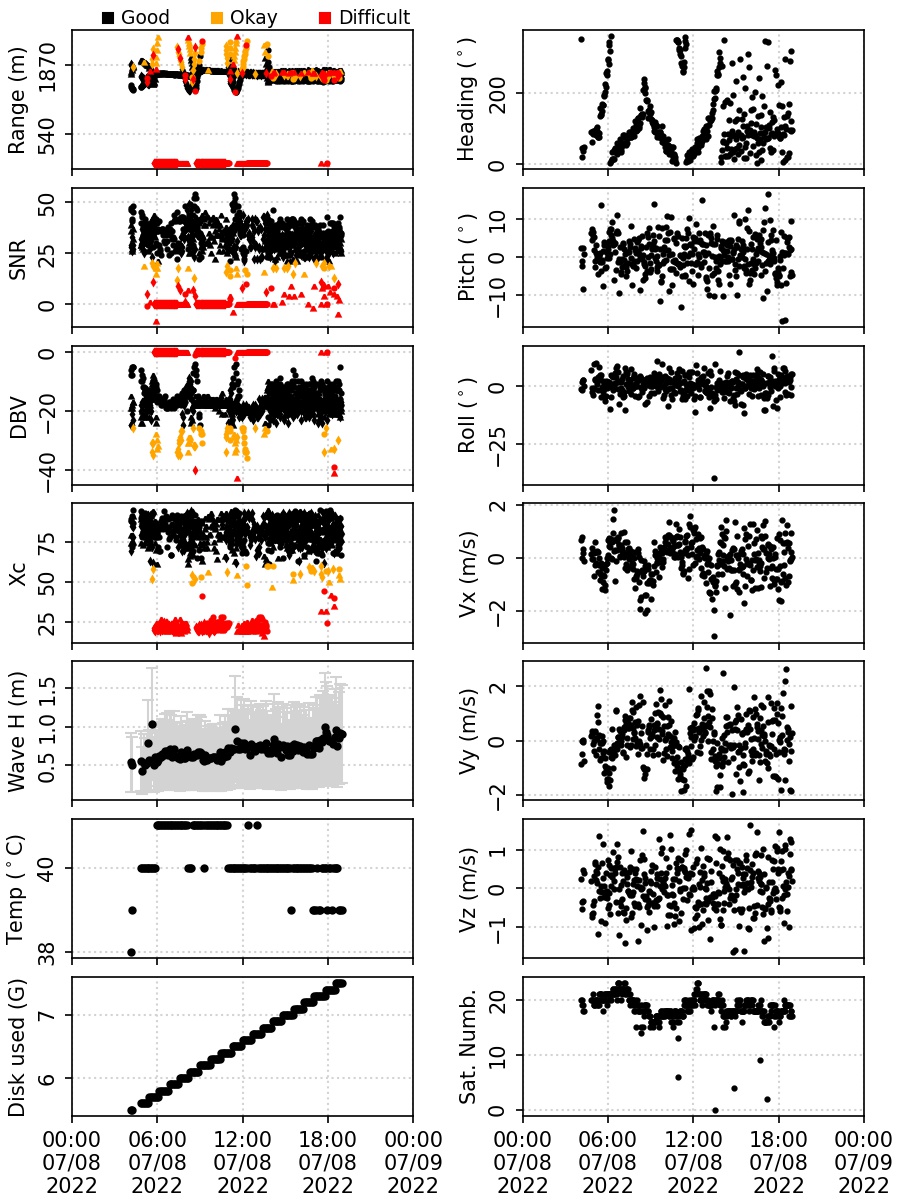 Good Okay Difficult
Range (m)
1870
540
Heading (°)
200
0
SNR
50
25
0
Pitch (°)
10
0
−10
DBV
0
−20
−40
Roll (°)
0
−25
Xc
75
50
25
Vx (m/s)
2
0
−2
Wave H (m)
1.5
1.0
0.5
Vy (m/s)
2
0
−2
Temp (°C)
40
38
Vz (m/s)
1
0
−1
Disk used (G)
7
6
Sat. Numb.
20
10
0
00:00 06:00 12:00 18:00 00:00 00:00 06:00 12:00 18:00 00:00
07/08 07/08 07/08 07/08 07/09 07/08 07/08 07/08 07/08 07/09
2022 2022 2022 2022 2022 2022 2022 2022 2022 2022